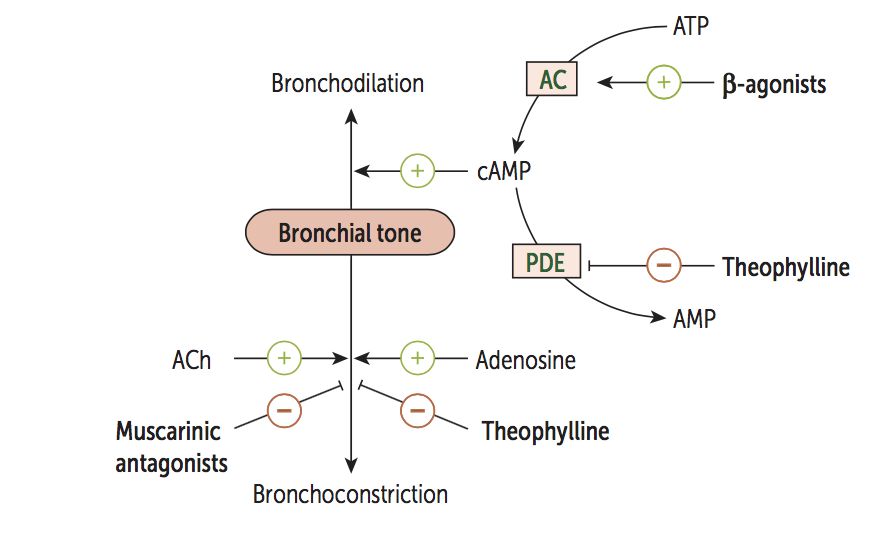 ATP
AC
+
β-agonists
Bronchodilation
+
cAMP
Bronchial tone
PDE
−
Theophylline
AMP
ACh
+
+
Adenosine
−
−
Muscarinic
antagonists
Theophylline
Bronchoconstriction